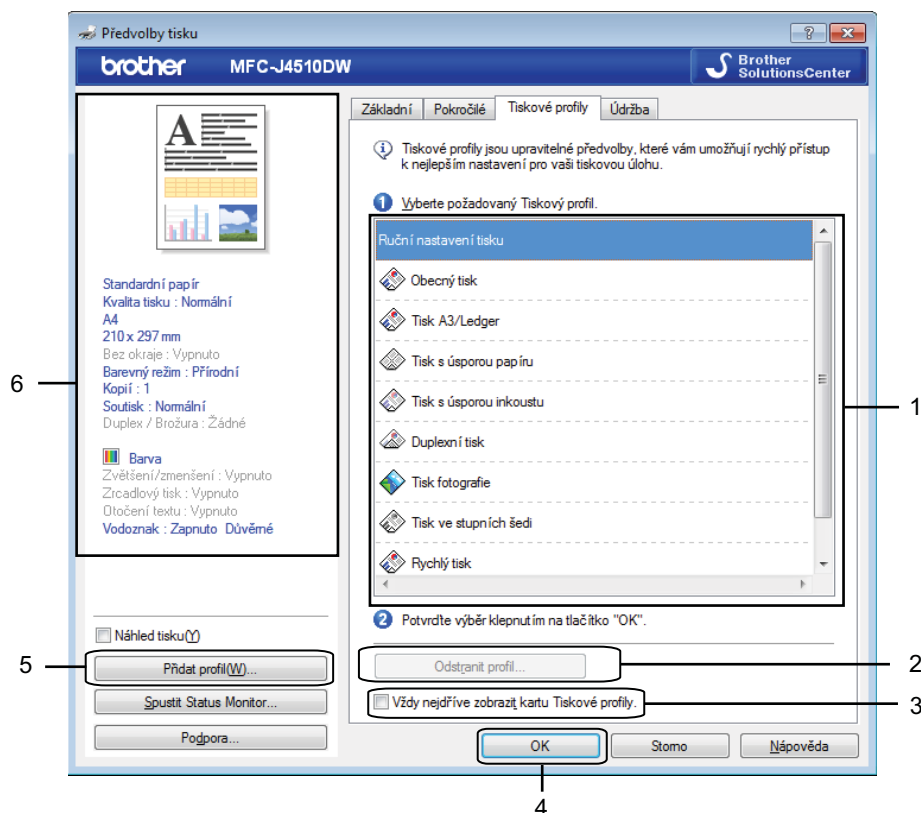 Předvolby tisku
brother MFC-J4510DW
Brother
SolutionsCenter
A
Standardní papír
Kvalita tisku : Normální
A4
210 x 297 mm
Bez okraje : Vypnuto
Barevný režim : Přírodní
Kopií : 1
Soutisk : Normální
Duplex / Brožura : Žádné
Barva
Zvětšení/zmenšení : Vypnuto
Zrcadlový tisk : Vypnuto
Otočení textu : Vypnuto
Vodoznak : Zapnuto Důvěrné
6
Náhled tisku(Y)
Přidat profil(W)...
5
Spustit Status Monitor...
Podpora...
Základní Pokročilé Tiskové profily Údržba
Tiskové profily jsou upravitelné předvolby, které vám umožňují rychlý přístup
k nejlepším nastavení pro vaši tiskovou úlohu.
1 Vyberte požadovaný Tiskový profil.
Ruční nastavení tisku
Obecný tisk
Tisk A3/Ledger
Tisk s úsporou papíru
Tisk s úsporou inkoustu
Duplexní tisk
Tisk fotografie
Tisk ve stupních šedi
Rychlý tisk
1
2 Potvrďte výběr klepnutím na tlačítko "OK".
Odstranit profil...
2
Vždy nejdříve zobrazit kartu Tiskové profily.
3
OK Storno Nápověda
4